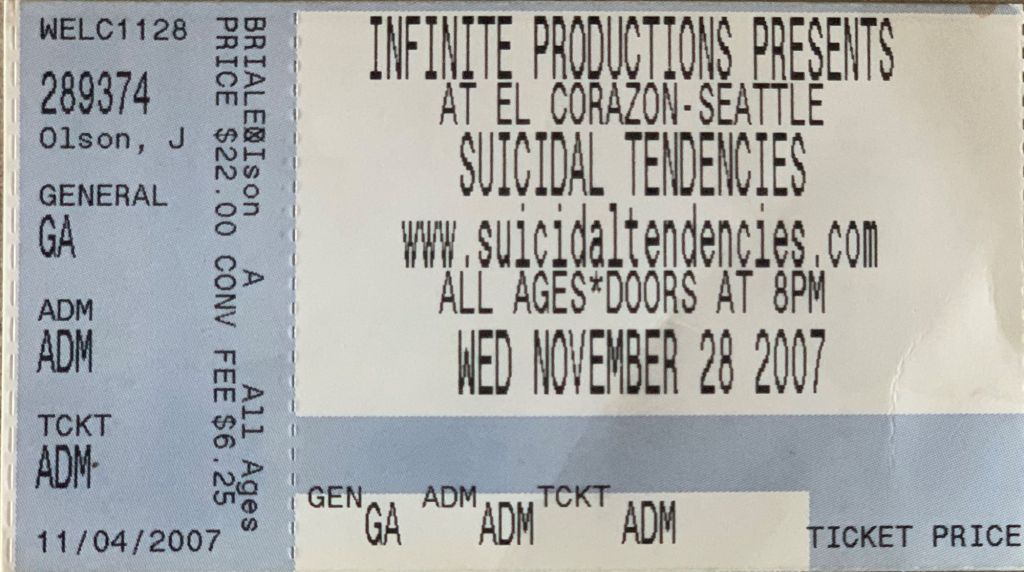 WELC1128
289374
Olson, J
GENERAL
GA
ADM
ADM
TCKT
ADM
11/04/2007
A All Ages
PRICE $22.00 CONV FEE $6.25
INFINITE PRODUCTIONS PRESENTS
AT EL CORAZON-SEATTLE
SUICIDAL TENDENCIES
www.suicidaltendencies.com
ALL AGES*DOORS AT 8PM
WED NOVEMBER 28 2007
GEN ADM TCKT
GA ADM ADM
TICKET PRICE